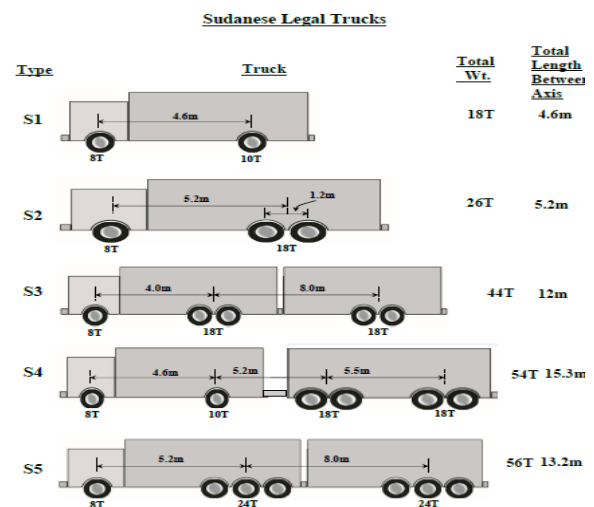 Sudanese Legal Trucks
Type Truck Total Wt. Total Length Between Axis
S1 4.6m 18T 4.6m
8T 10T
S2 5.2m 1.2m 26T 5.2m
8T 18T
S3 4.0m 8.0m 44T 12m
8T 18T 18T
S4 4.6m 5.2m 5.5m 54T 15.3m
8T 10T 18T 18T
S5 5.2m 8.0m 56T 13.2m
8T 24T 24T